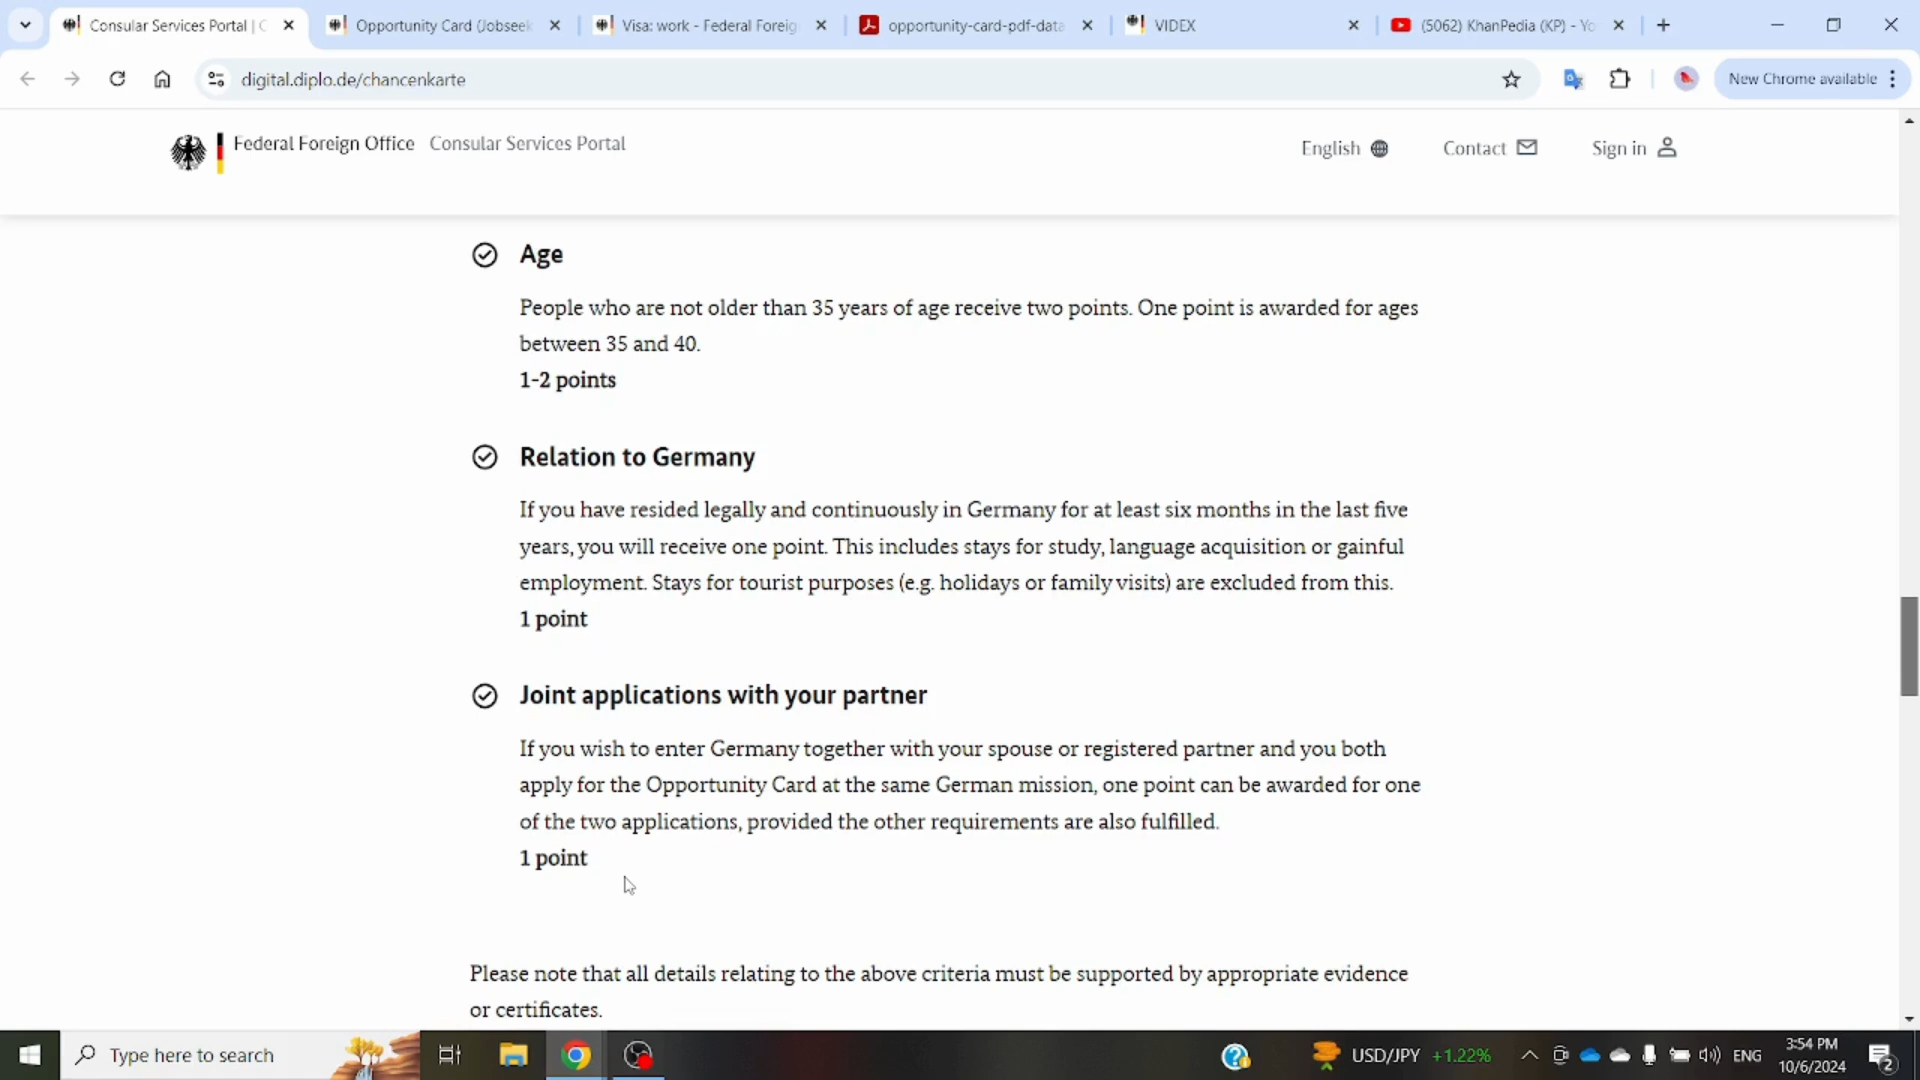 Consular Services Portal | C
Opportunity Card (Jobseek
Visa: work - Federal Foreig
opportunity-card-pdf-data
VIDEX
(5062) KhanPedia (KP) - Yo
digital.diplo.de/chancenkarte
New Chrome available
Federal Foreign Office Consular Services Portal
English
Contact
Sign in
Age
People who are not older than 35 years of age receive two points. One point is awarded for ages
between 35 and 40.
1-2 points
Relation to Germany
If you have resided legally and continuously in Germany for at least six months in the last five
years, you will receive one point. This includes stays for study, language acquisition or gainful
employment. Stays for tourist purposes (e.g. holidays or family visits) are excluded from this.
1 point
Joint applications with your partner
If you wish to enter Germany together with your spouse or registered partner and you both
apply for the Opportunity Card at the same German mission, one point can be awarded for one
of the two applications, provided the other requirements are also fulfilled.
1 point
Please note that all details relating to the above criteria must be supported by appropriate evidence
or certificates.
Type here to search
USD/JPY +1.22%
ENG
3:54 PM
10/6/2024
2